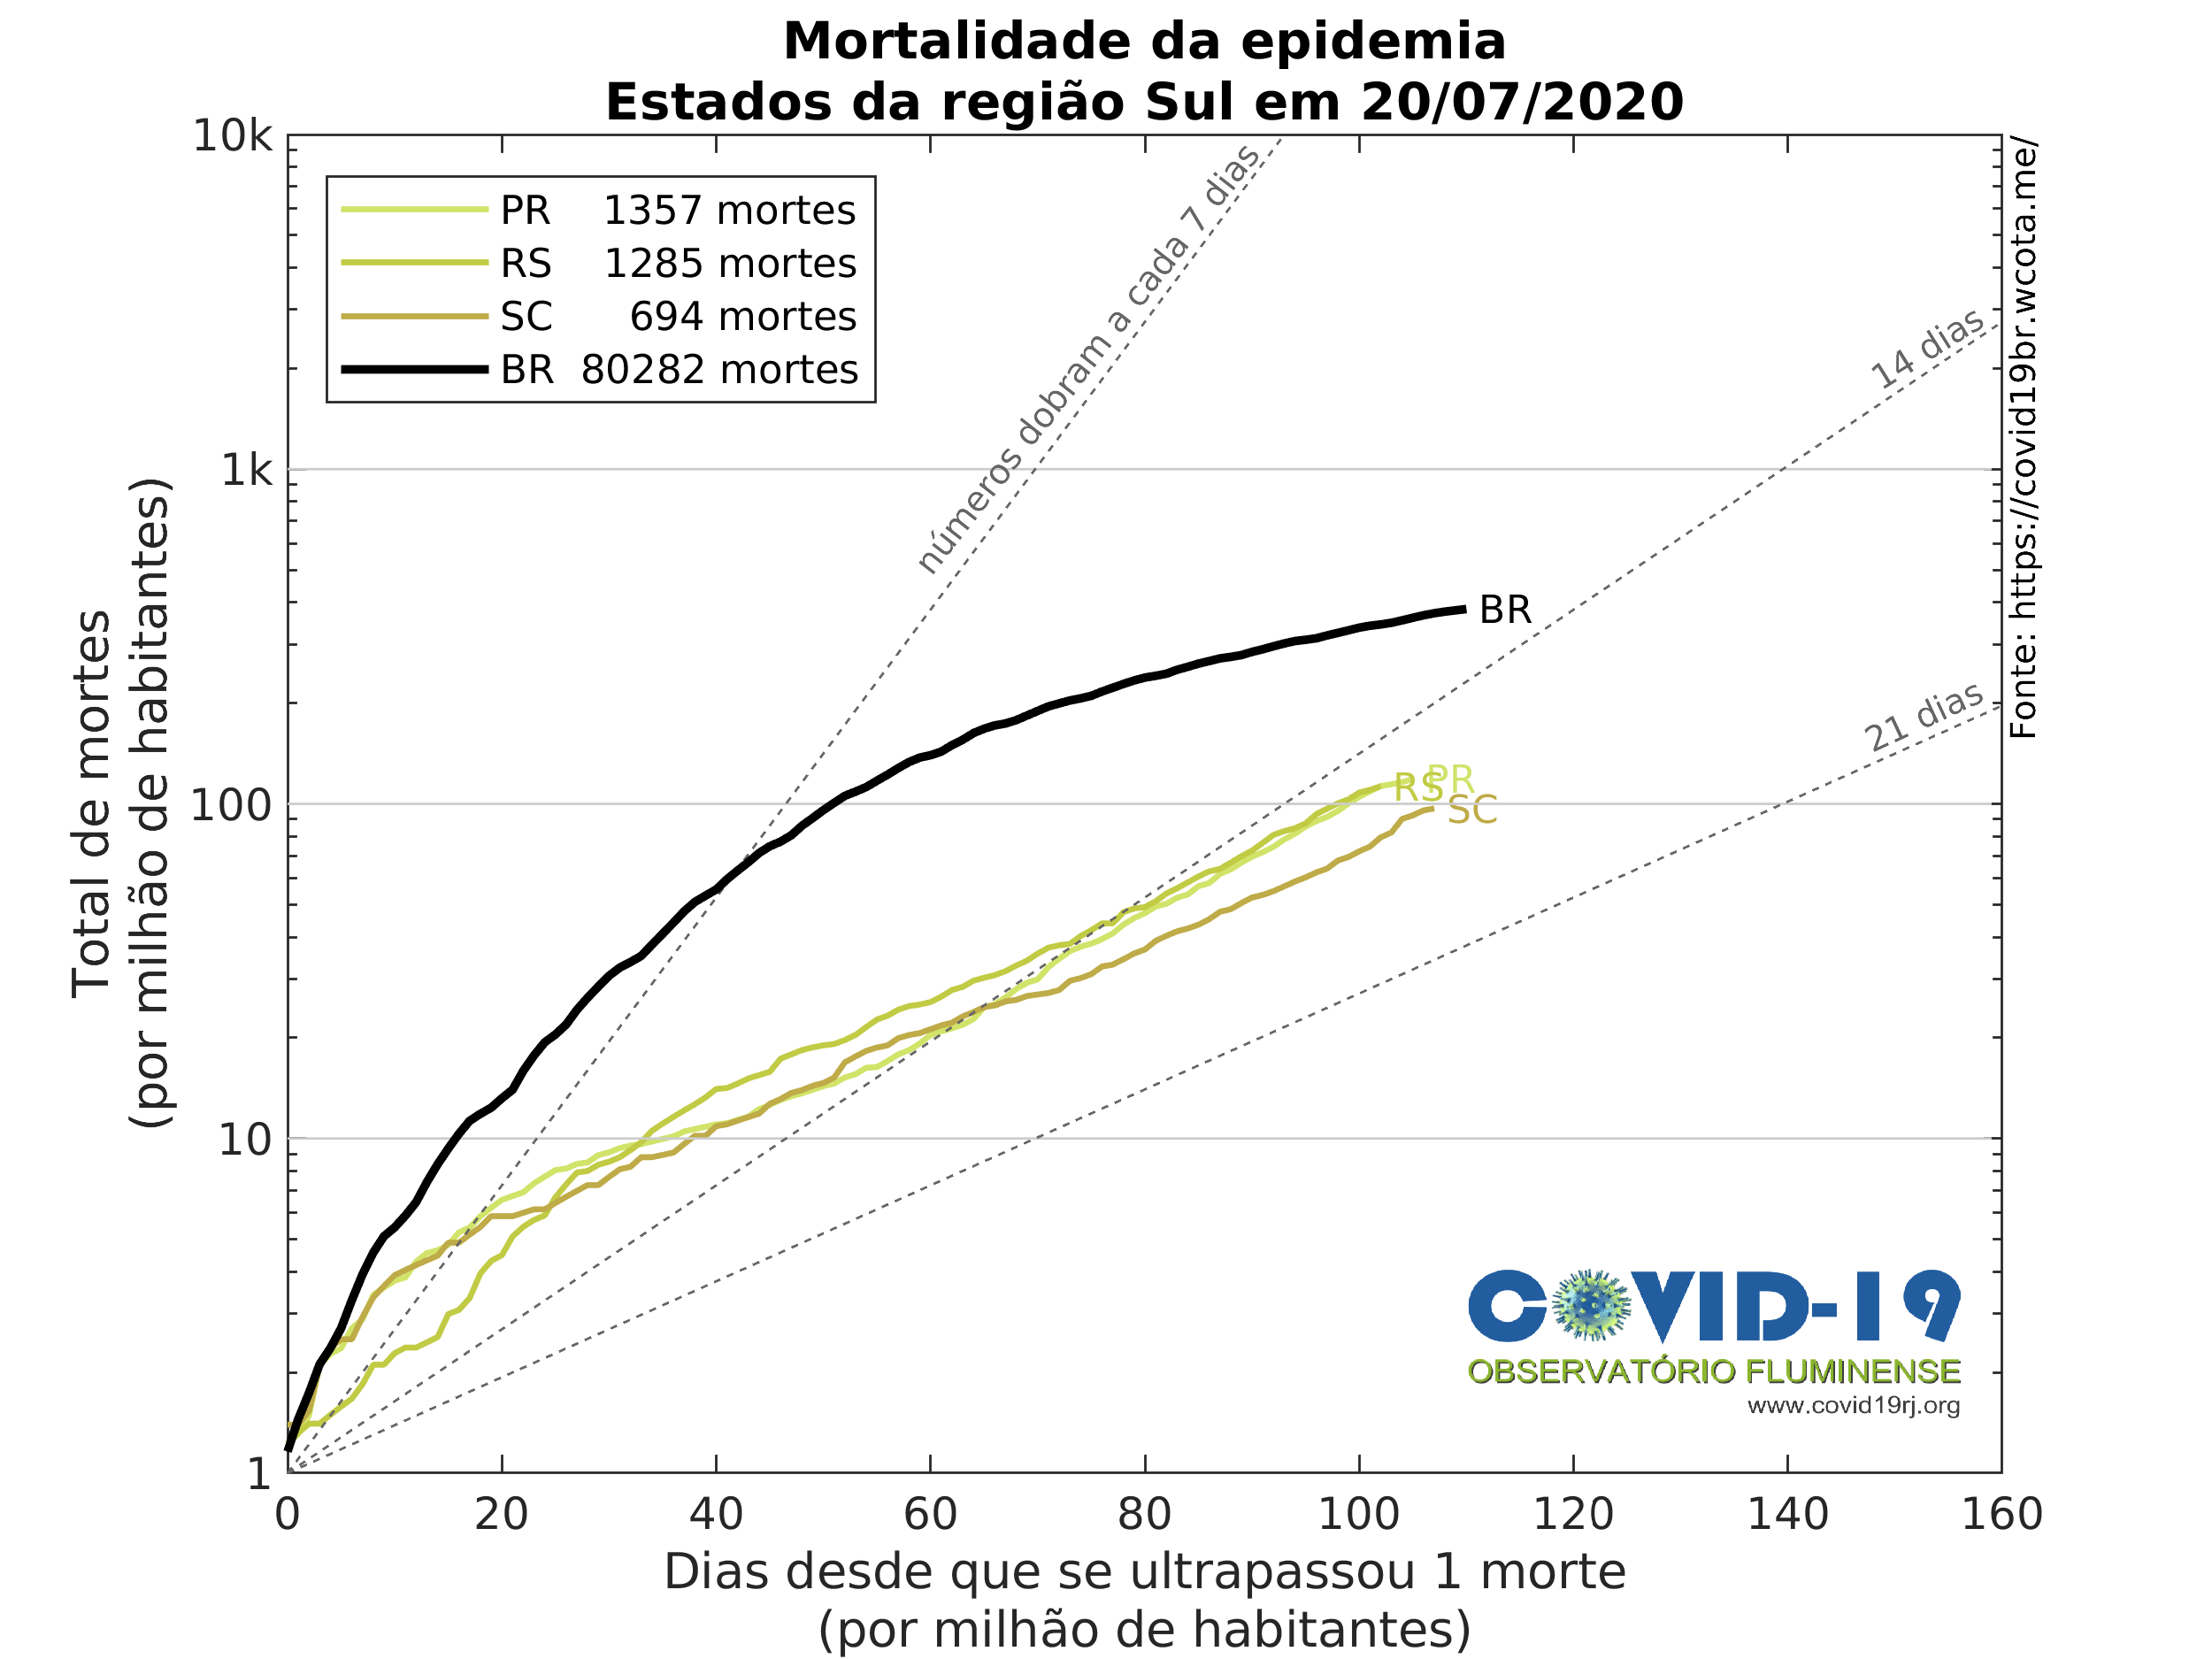 Mortalidade da epidemia
Estados da região Sul em 20/07/2020
10k
1k
100
10
1
Total de mortes
(por milhão de habitantes)
PR 1357 mortes
RS 1285 mortes
SC 694 mortes
BR 80282 mortes
números dobram a cada 7 dias
14 dias
21 dias
BR
PR
RS
SC
Fonte: https://covid19br.wcota.me/
COVID-19
OBSERVATÓRIO FLUMINENSE
www.covid19rj.org
0 20 40 60 80 100 120 140 160
Dias desde que se ultrapassou 1 morte
(por milhão de habitantes)